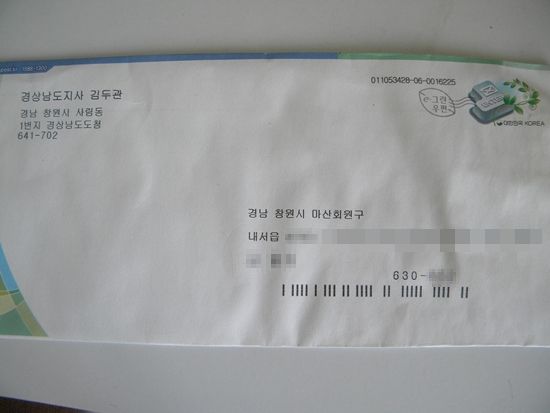 1588-1300
011053428-06-0016225
경상남도지사 김두관
경남 창원시 사림동
1번지 경상남도청
641-702
e-그린
우편
대한민국 KOREA
경남 창원시 마산회원구
내서읍
630-